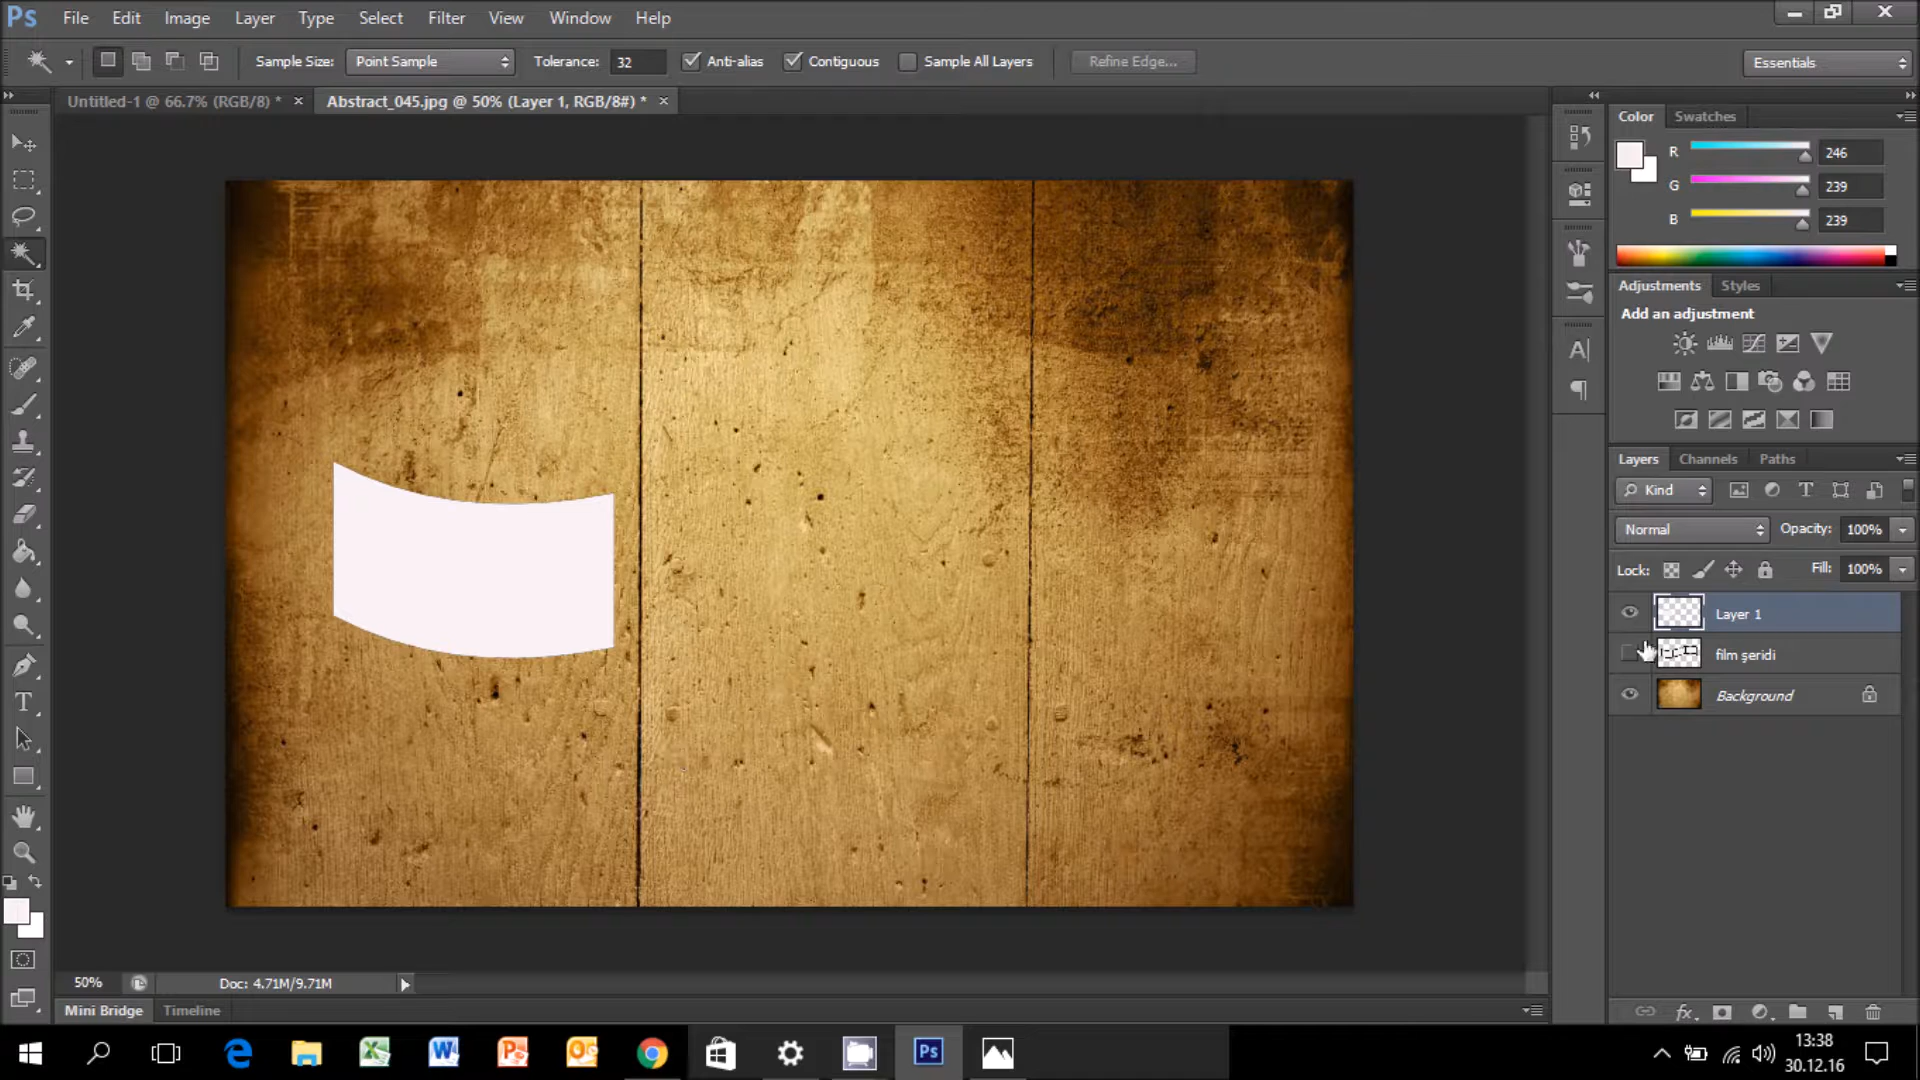 Ps File Edit Image Layer Type Select Filter View Window Help
Sample Size: Point Sample Tolerance: 32 Anti-alias Contiguous Sample All Layers Refine Edge... Essentials
Untitled-1 @ 66.7% (RGB/8) * × Abstract_045.jpg @ 50% (Layer 1, RGB/8#) * ×
Color Swatches
R 246
G 239
B 239
Adjustments Styles
Add an adjustment
Layers Channels Paths
Kind
Normal Opacity: 100%
Lock: Fill: 100%
Layer 1
film şeridi
Background
50% Doc: 4.71M/9.71M
Mini Bridge Timeline
13:38
30.12.16